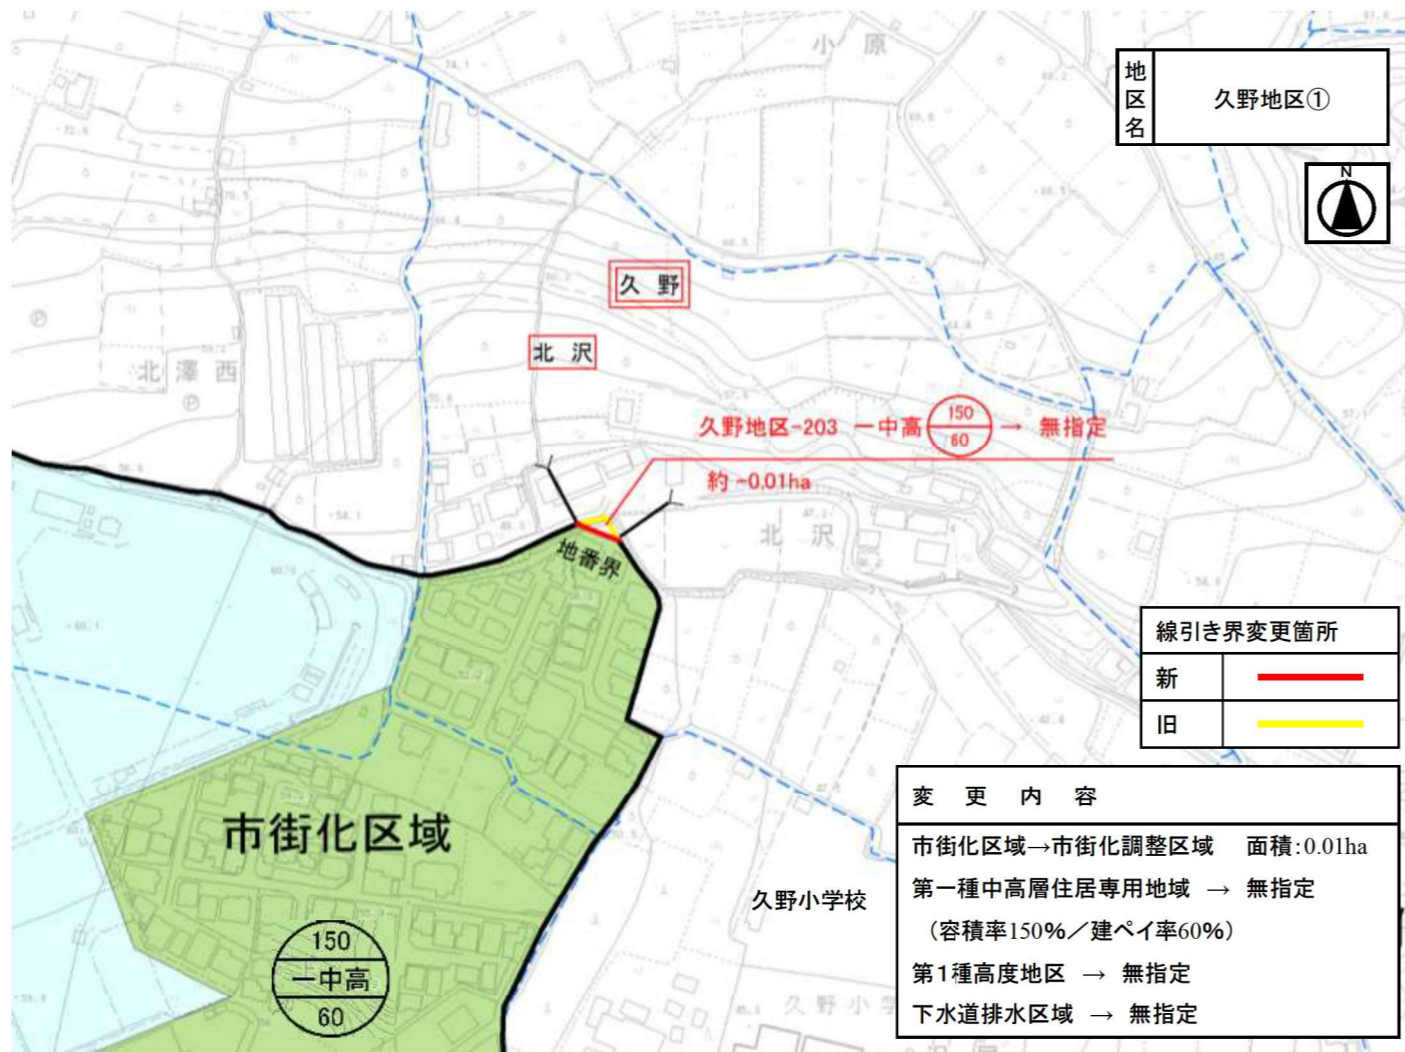 小原
地区名
久野地区①
N
久野
北沢
北澤西
久野地区-203 一中高 150 60 → 無指定
約 -0.01ha
北沢
地番界
線引き界変更箇所
新
旧
市街化区域
150
一中高
60
久野小学校
久野小学
変更内容
市街化区域→市街化調整区域 面積:0.01ha
第一種中高層住居専用地域 → 無指定
（容積率150%／建ペイ率60%）
第1種高度地区 → 無指定
下水道排水区域 → 無指定